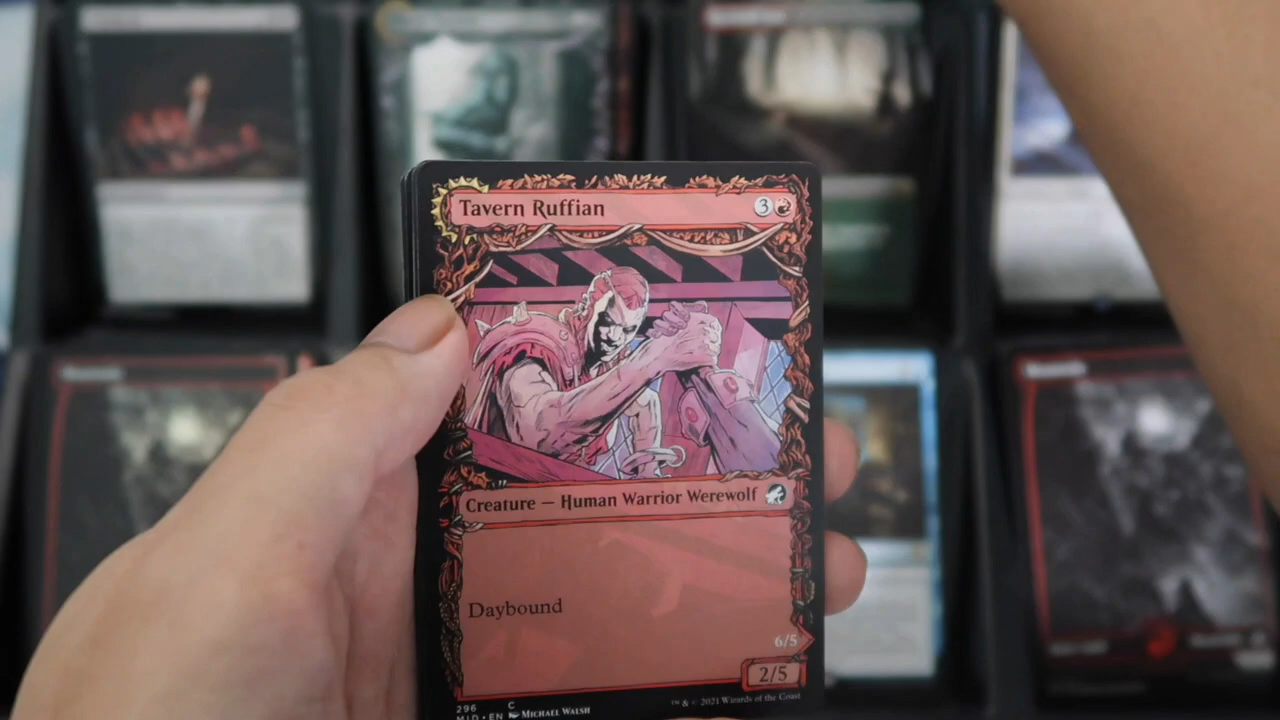 Tavern Ruffian 3
Creature — Human Warrior Werewolf
Daybound
6/5
2/5
296 C
MID • EN MICHAEL WALSH
™ & © 2021 Wizards of the Coast